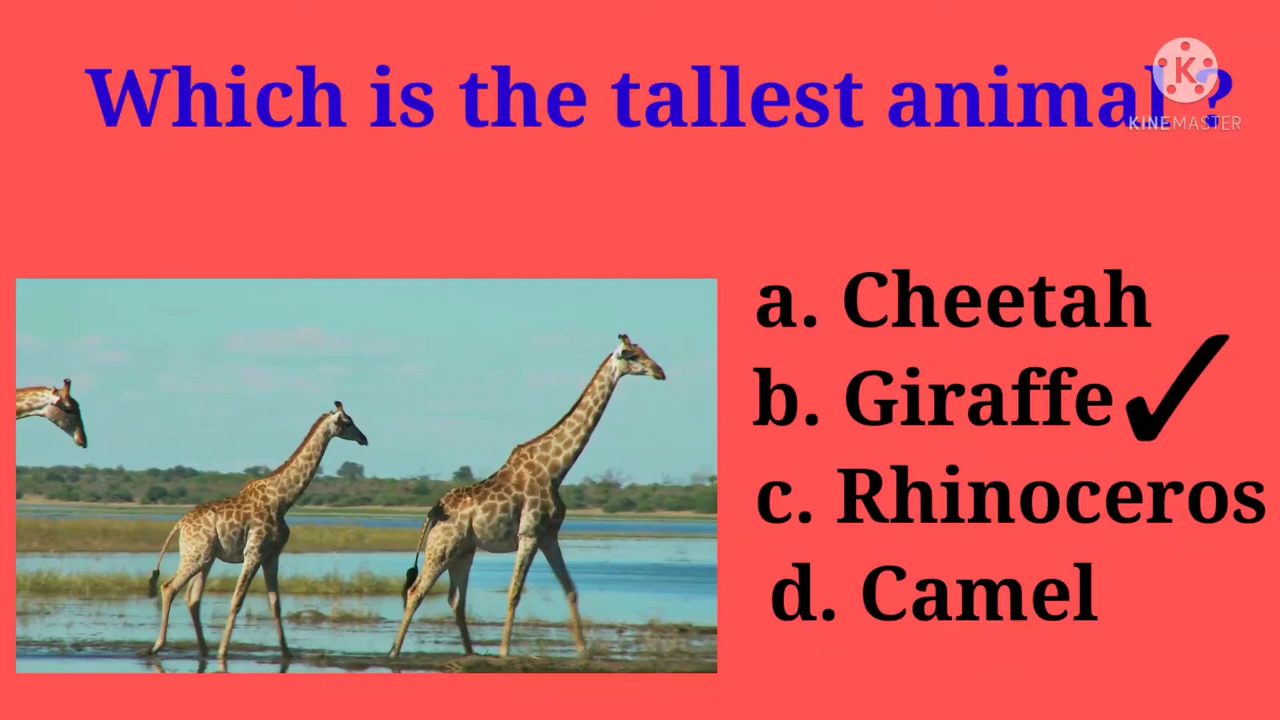 Which is the tallest animal ?
K
KINEMASTER
a. Cheetah
b. Giraffe✓
c. Rhinoceros
d. Camel